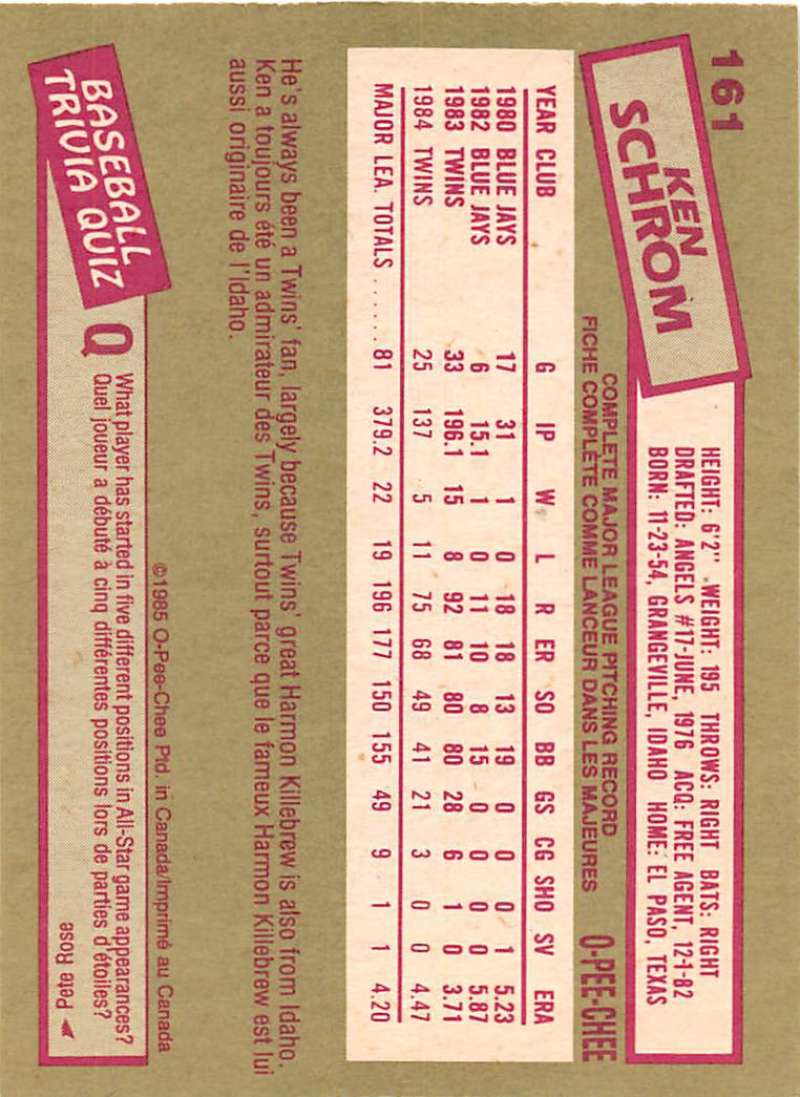 161
KEN
SCHROM
HEIGHT: 6'2" WEIGHT: 195 THROWS: RIGHT BATS: RIGHT
DRAFTED: ANGELS #17-JUNE, 1976 ACQ: FREE AGENT, 12-1-82
BORN: 11-23-54, GRANGEVILLE, IDAHO HOME: EL PASO, TEXAS
COMPLETE MAJOR LEAGUE PITCHING RECORD
FICHE COMPLÈTE COMME LANCEUR DANS LES MAJEURES
O-PEE-CHEE
YEAR CLUB G IP W L R ER SO BB GS CG SHO SV ERA
1980 BLUE JAYS 17 31 1 0 18 18 13 19 0 0 0 1 5.23
1982 BLUE JAYS 6 15.1 1 0 11 10 8 15 0 0 0 0 5.87
1983 TWINS 33 196.1 15 8 92 81 80 80 28 6 1 0 3.71
1984 TWINS 25 137 5 11 75 68 49 41 21 3 0 0 4.47
MAJOR LEA. TOTALS ...... 81 379.2 22 19 196 177 150 155 49 9 1 1 4.20
He's always been a Twins' fan, largely because Twins' great Harmon Killebrew is also from Idaho.
Ken a toujours été un admirateur des Twins, surtout parce que le fameux Harmon Killebrew est lui
aussi originaire de l'Idaho.
©1985 O-Pee-Chee Ptd. in Canada/Imprimé au Canada
BASEBALL
TRIVIA QUIZ
Q
What player has started in five different positions in All-Star game appearances?
Quel joueur a débuté à cinq différentes positions lors de parties d'étoiles?
Pete Rose